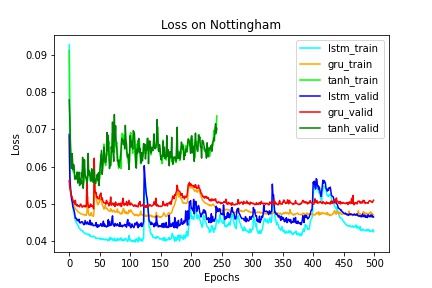 Loss on Nottingham
Loss
0.09
0.08
0.07
0.06
0.05
0.04
lstm_train
gru_train
tanh_train
lstm_valid
gru_valid
tanh_valid
0 50 100 150 200 250 300 350 400 450 500
Epochs